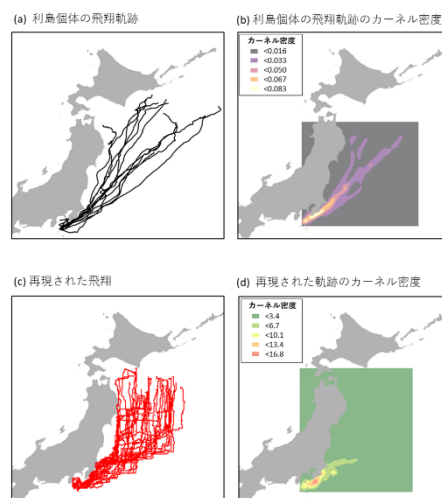 (a) 利島個体の飛翔軌跡
(b) 利島個体の飛翔軌跡のカーネル密度
カーネル密度
<0.016
<0.033
<0.050
<0.067
<0.083
(c) 再現された飛翔
(d) 再現された軌跡のカーネル密度
カーネル密度
<3.4
<6.7
<10.1
<13.4
<16.8